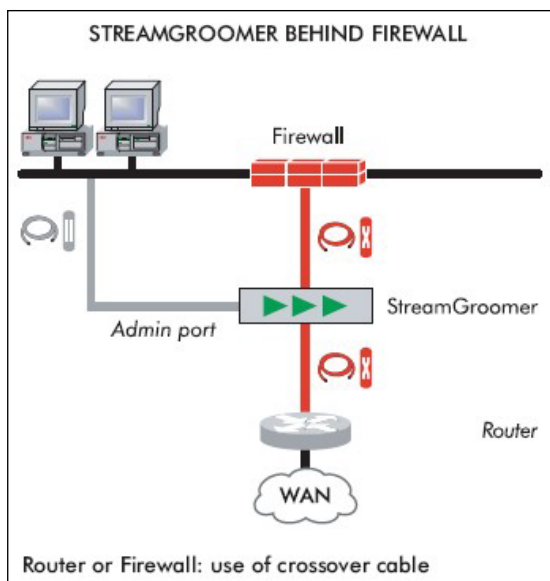 STREAMGROOMER BEHIND FIREWALL
Firewall
StreamGroomer
Admin port
Router
WAN
Router or Firewall: use of crossover cable